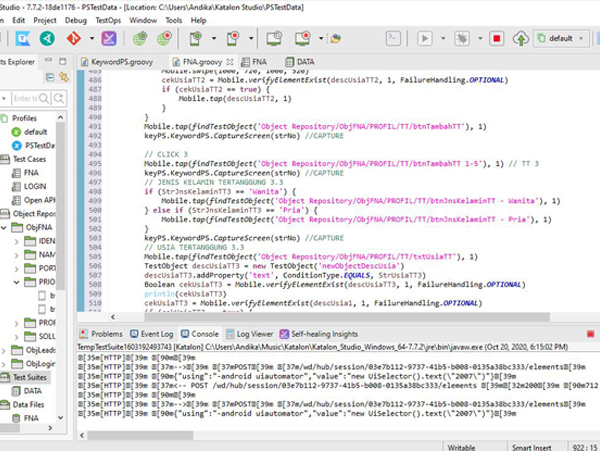 Studio - 7.7.2-18de1176 - PSTestData - [Location: C:\Users\Andika\Katalon Studio\PSTestData]
Project Debug TestOps Window Tools Help
default
Explorer
KeywordPS.groovy FNA.groovy FNA DATA
Enter te
Profiles
default
PSTestDa
Test Cases
FNA
LOGIN
Open APK
Object Repos
ObjFNA
IDEN
NAM
PORT
PRIO
b
b
PROF
SOLU
ObjLeads
ObjLogin
Test Suites
DATA
Data Files
FNA
485 Mobile.swipe(1000, 720, 1000, 520)
486 cekUsiaTT2 = Mobile.verifyElementExist(descUsiaTT2, 1, FailureHandling.OPTIONAL)
487 if (cekUsiaTT2 == true) {
488 Mobile.tap(descUsiaTT2, 1)
489 }
490 }
491 Mobile.tap(findTestObject('Object Repository/ObjFNA/PROFIL/TT/btnTambahTT'), 1)
492 keyPS.KeywordPS.CaptureScreen(strNo) //CAPTURE
493
494 // CLICK 3
495 Mobile.tap(findTestObject('Object Repository/ObjFNA/PROFIL/TT/btnTambahTT 1-5'), 1) // TT 3
496 keyPS.KeywordPS.CaptureScreen(strNo) //CAPTURE
497 // JENIS KELAMIN TERTANGGUNG 3.3
498 if (StrJnsKelaminTT3 == 'Wanita') {
499 Mobile.tap(findTestObject('Object Repository/ObjFNA/PROFIL/TT/btnJnsKelaminTT - Wanita'), 1)
500 } else if (StrJnsKelaminTT3 == 'Pria') {
501 Mobile.tap(findTestObject('Object Repository/ObjFNA/PROFIL/TT/btnJnsKelaminTT - Pria'), 1)
502 }
503 keyPS.KeywordPS.CaptureScreen(strNo) //CAPTURE
504 // USIA TERTANGGUNG 3.3
505 Mobile.tap(findTestObject('Object Repository/ObjFNA/PROFIL/TT/txtUsiaTT'), 1)
506 TestObject descUsiaTT3 = new TestObject('newObjectDescUsia')
507 descUsiaTT3.addProperty('text', ConditionType.EQUALS, StrUsiaTT3)
508 Boolean cekUsiaTT3 = Mobile.verifyElementExist(descUsiaTT3, 1, FailureHandling.OPTIONAL)
509 println(cekUsiaTT3)
510 cekUsiaTT3 = Mobile.verifyElementExist(descUsia1, 1, FailureHandling.OPTIONAL)
Problems Event Log Console Log Viewer Self-healing Insights
TempTestSuite1603192493743 [Katalon] C:\Users\Andika\Music\Katalon\Katalon_Studio_Windows_64-7.7.2\jre\bin\javaw.exe (Oct 20, 2020, 6:15:02 PM)
[35m[HTTP][39m [90m[39m
[35m[HTTP][39m [37m-->[39m [37mPOST[39m [37m/wd/hub/session/03e7b112-9737-41b5-b008-0135a38bc333/elements[39m
[35m[HTTP][39m [90m{"using":"-android uiautomator","value":"new UiSelector().text(\"2007\")"}[39m
[35m[HTTP][39m [37m<-- POST /wd/hub/session/03e7b112-9737-41b5-b008-0135a38bc333/elements [39m[32m200[39m [90m712
[35m[HTTP][39m [90m[39m
[35m[HTTP][39m [37m-->[39m [37mPOST[39m [37m/wd/hub/session/03e7b112-9737-41b5-b008-0135a38bc333/elements[39m
[35m[HTTP][39m [90m{"using":"-android uiautomator","value":"new UiSelector().text(\"2007\")"}[39m
Writable Smart Insert 922 : 15